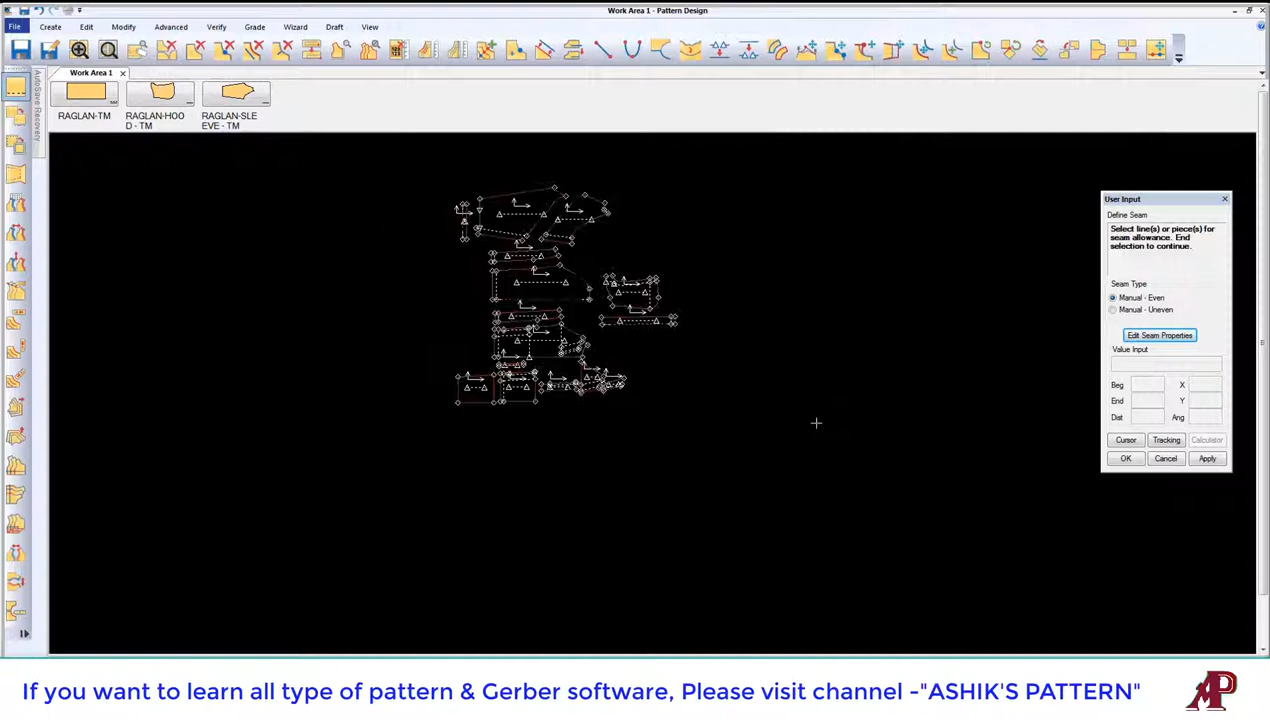 Work Area 1 - Pattern Design
File Create Edit Modify Advanced Verify Grade Wizard Draft View
Work Area 1
AutoSave Recovery
RAGLAN-TM
RAGLAN-HOO
D - TM
RAGLAN-SLE
EVE - TM
User Input
Define Seam
Select line(s) or piece(s) for
seam allowance. End
selection to continue.
Seam Type
Manual - Even
Manual - Uneven
Edit Seam Properties
Value Input
Beg X
End Y
Dist Ang
Cursor Tracking Calculator
OK Cancel Apply
If you want to learn all type of pattern & Gerber software, Please visit channel -"ASHIK'S PATTERN"
AP